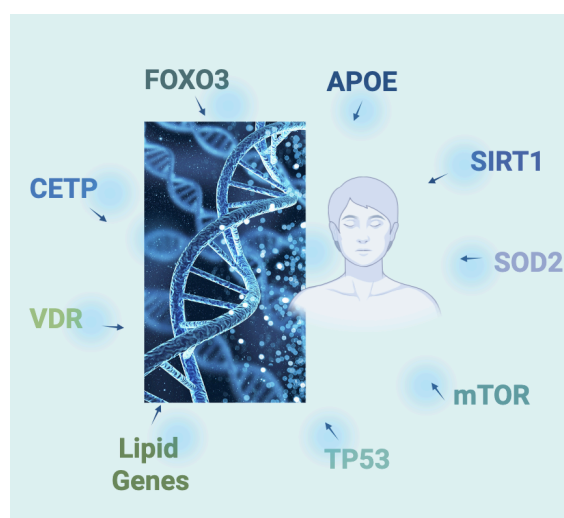 FOXO3
APOE
SIRT1
CETP
SOD2
VDR
mTOR
Lipid
Genes
TP53